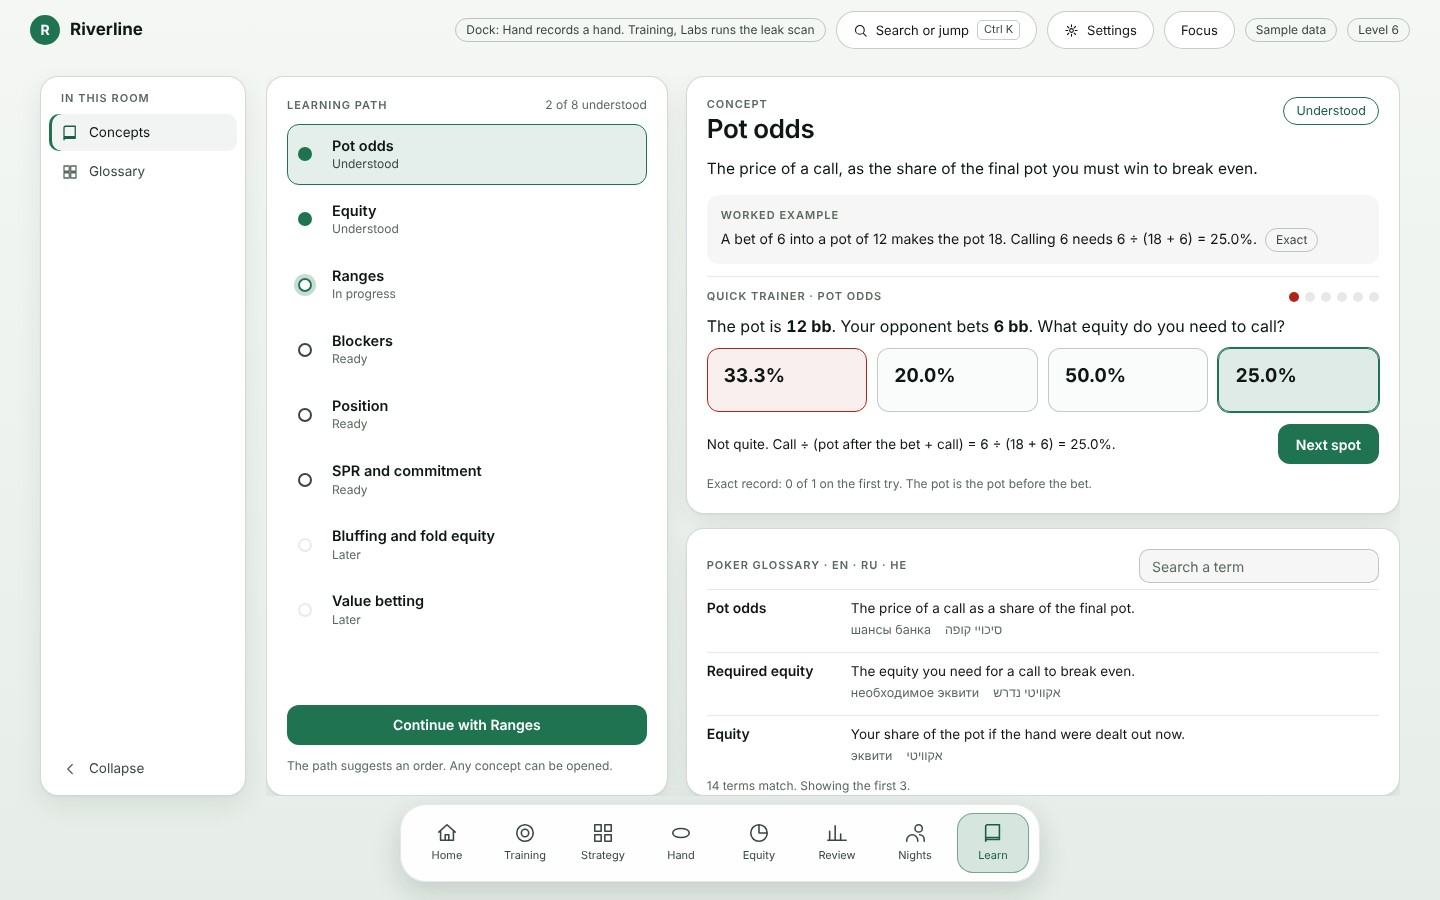 R Riverline
Dock: Hand records a hand. Training, Labs runs the leak scan
Search or jump Ctrl K
Settings
Focus
Sample data
Level 6
IN THIS ROOM
Concepts
Glossary
Collapse
LEARNING PATH 2 of 8 understood
Pot odds
Understood
Equity
Understood
Ranges
In progress
Blockers
Ready
Position
Ready
SPR and commitment
Ready
Bluffing and fold equity
Later
Value betting
Later
Continue with Ranges
The path suggests an order. Any concept can be opened.
CONCEPT
Pot odds
Understood
The price of a call, as the share of the final pot you must win to break even.
WORKED EXAMPLE
A bet of 6 into a pot of 12 makes the pot 18. Calling 6 needs 6 ÷ (18 + 6) = 25.0%. Exact
QUICK TRAINER · POT ODDS
The pot is 12 bb. Your opponent bets 6 bb. What equity do you need to call?
33.3% 20.0% 50.0% 25.0%
Not quite. Call ÷ (pot after the bet + call) = 6 ÷ (18 + 6) = 25.0%.
Next spot
Exact record: 0 of 1 on the first try. The pot is the pot before the bet.
POKER GLOSSARY · EN · RU · HE
Search a term
Pot odds The price of a call as a share of the final pot.
шансы банка סיכויי קופה
Required equity The equity you need for a call to break even.
необходимое эквити אקוויטי נדרש
Equity Your share of the pot if the hand were dealt out now.
эквити אקוויטי
14 terms match. Showing the first 3.
Home Training Strategy Hand Equity Review Nights Learn